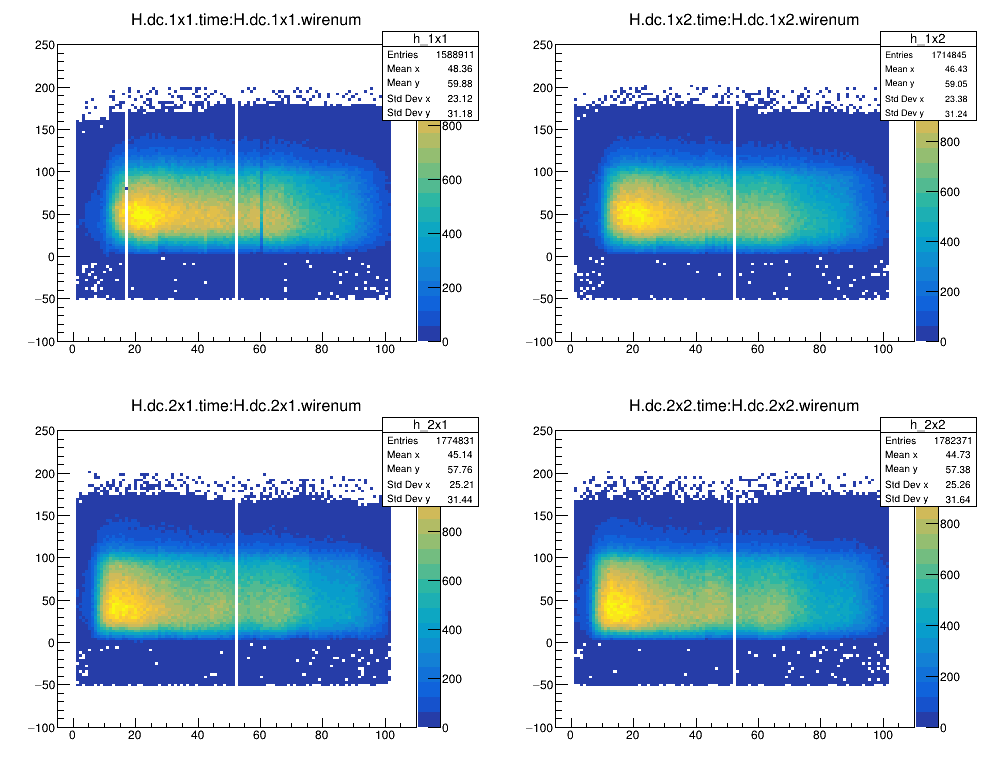 H.dc.1x1.time:H.dc.1x1.wirenum
h_1x1
Entries 1588911
Mean x 48.36
Mean y 59.88
Std Dev x 23.12
Std Dev y 31.18
250
200
150
100
50
0
−50
−100
0 20 40 60 80 100
800
600
400
200
0
H.dc.1x2.time:H.dc.1x2.wirenum
h_1x2
Entries 1714845
Mean x 46.43
Mean y 59.05
Std Dev x 23.38
Std Dev y 31.24
250
200
150
100
50
0
−50
−100
0 20 40 60 80 100
800
600
400
200
0
H.dc.2x1.time:H.dc.2x1.wirenum
h_2x1
Entries 1774831
Mean x 45.14
Mean y 57.76
Std Dev x 25.21
Std Dev y 31.44
250
200
150
100
50
0
−50
−100
0 20 40 60 80 100
800
600
400
200
0
H.dc.2x2.time:H.dc.2x2.wirenum
h_2x2
Entries 1782371
Mean x 44.73
Mean y 57.38
Std Dev x 25.26
Std Dev y 31.64
250
200
150
100
50
0
−50
−100
0 20 40 60 80 100
800
600
400
200
0